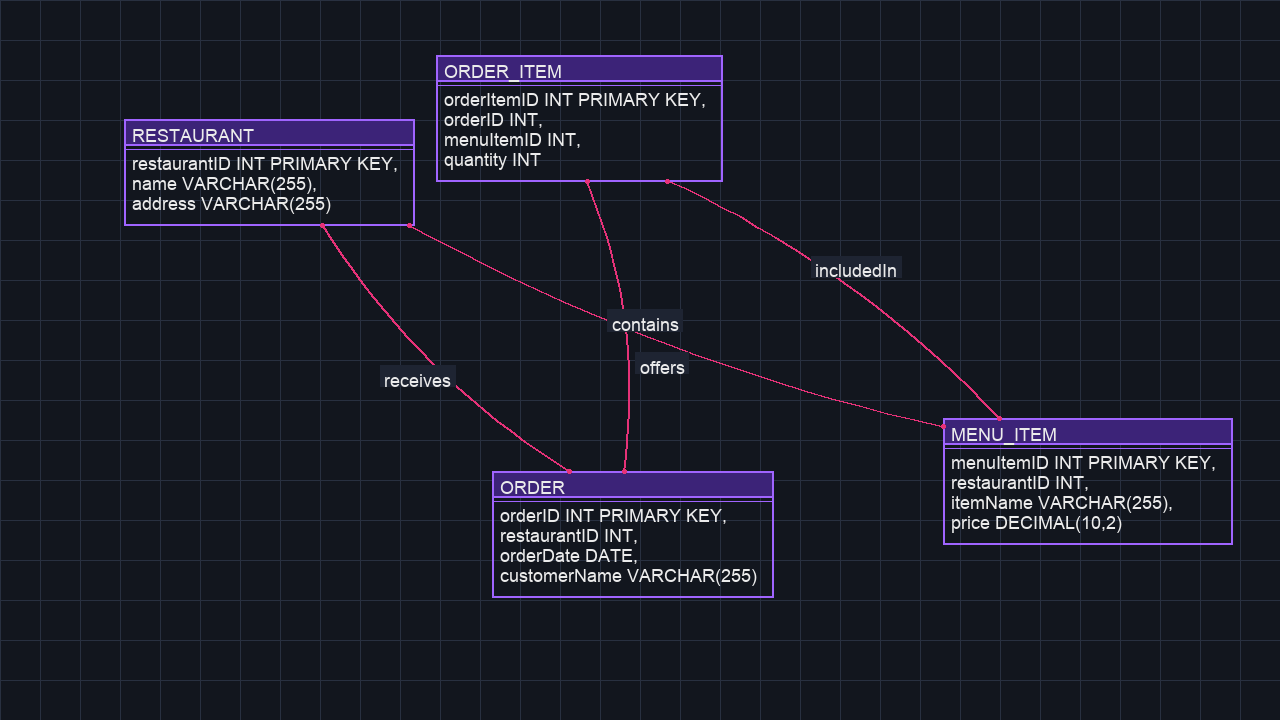 ORDER_ITEM
orderItemID INT PRIMARY KEY,
orderID INT,
menuItemID INT,
quantity INT
RESTAURANT
restaurantID INT PRIMARY KEY,
name VARCHAR(255),
address VARCHAR(255)
includedIn
contains
offers
receives
MENU_ITEM
menuItemID INT PRIMARY KEY,
restaurantID INT,
itemName VARCHAR(255),
price DECIMAL(10,2)
ORDER
orderID INT PRIMARY KEY,
restaurantID INT,
orderDate DATE,
customerName VARCHAR(255)